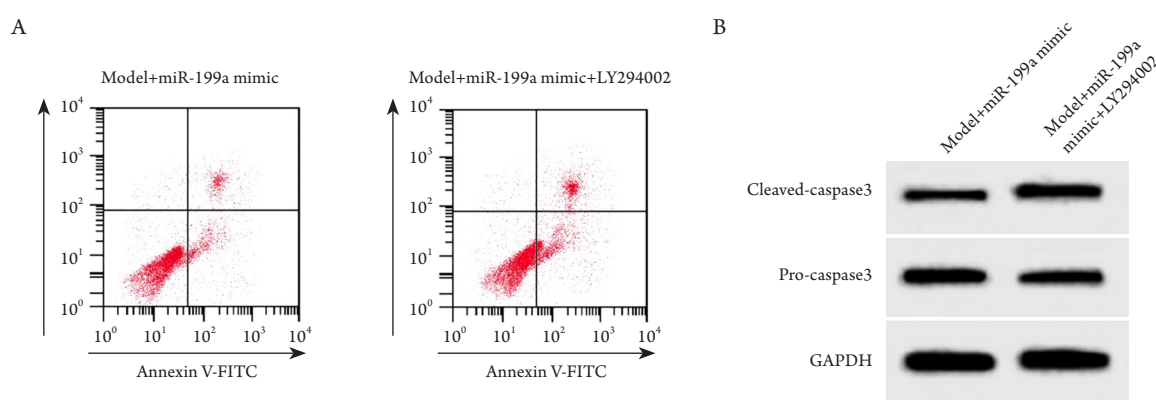 A
B
Model+miR-199a mimic
Model+miR-199a mimic+LY294002
10⁴
10³
10²
10¹
10⁰
10⁰ 10¹ 10² 10³ 10⁴
Annexin V-FITC
10⁴
10³
10²
10¹
10⁰
10⁰ 10¹ 10² 10³ 10⁴
Annexin V-FITC
Model+miR-199a mimic
Model+miR-199a
mimic+LY294002
Cleaved-caspase3
Pro-caspase3
GAPDH